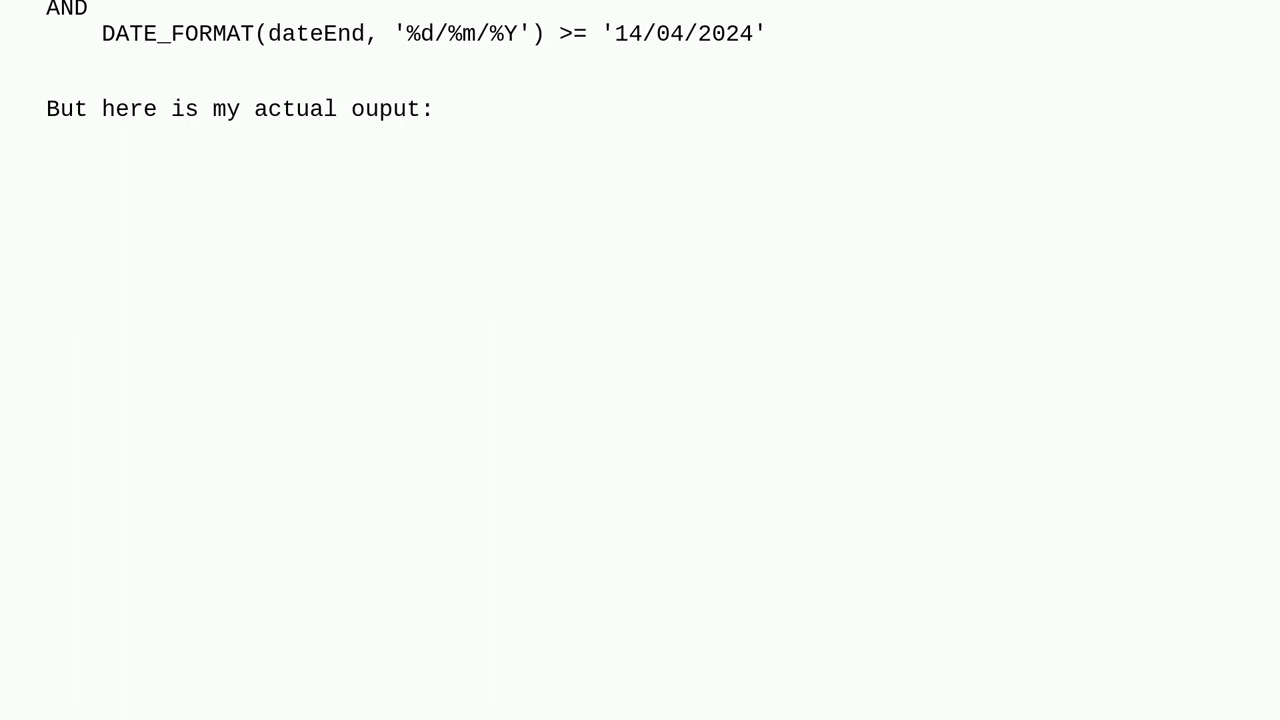 AND
    DATE_FORMAT(dateEnd, '%d/%m/%Y') >= '14/04/2024'
But here is my actual ouput: